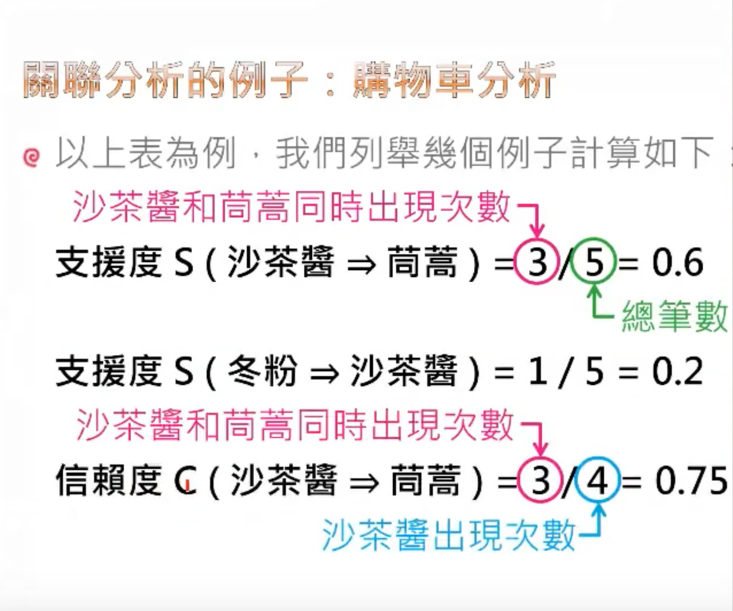 關聯分析的例子：購物車分析
以上表為例，我們列舉幾個例子計算如下：
沙茶醬和茼蒿同時出現次數
支援度 S ( 沙茶醬 ⇒ 茼蒿 ) = 3 / 5 = 0.6
總筆數
支援度 S ( 冬粉 ⇒ 沙茶醬 ) = 1 / 5 = 0.2
沙茶醬和茼蒿同時出現次數
信賴度 C ( 沙茶醬 ⇒ 茼蒿 ) = 3 / 4 = 0.75
沙茶醬出現次數